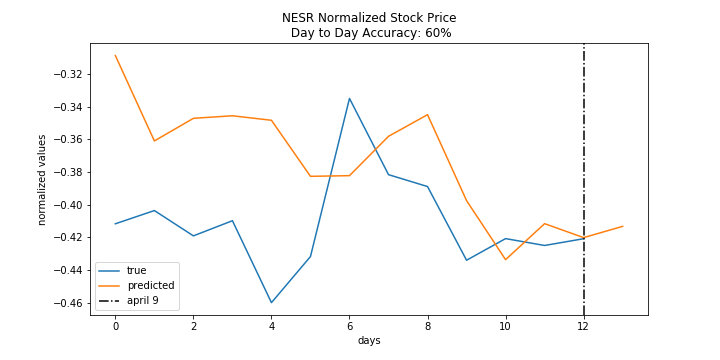 NESR Normalized Stock Price
Day to Day Accuracy: 60%
normalized values
−0.32
−0.34
−0.36
−0.38
−0.40
−0.42
−0.44
−0.46
true
predicted
april 9
0 2 4 6 8 10 12
days